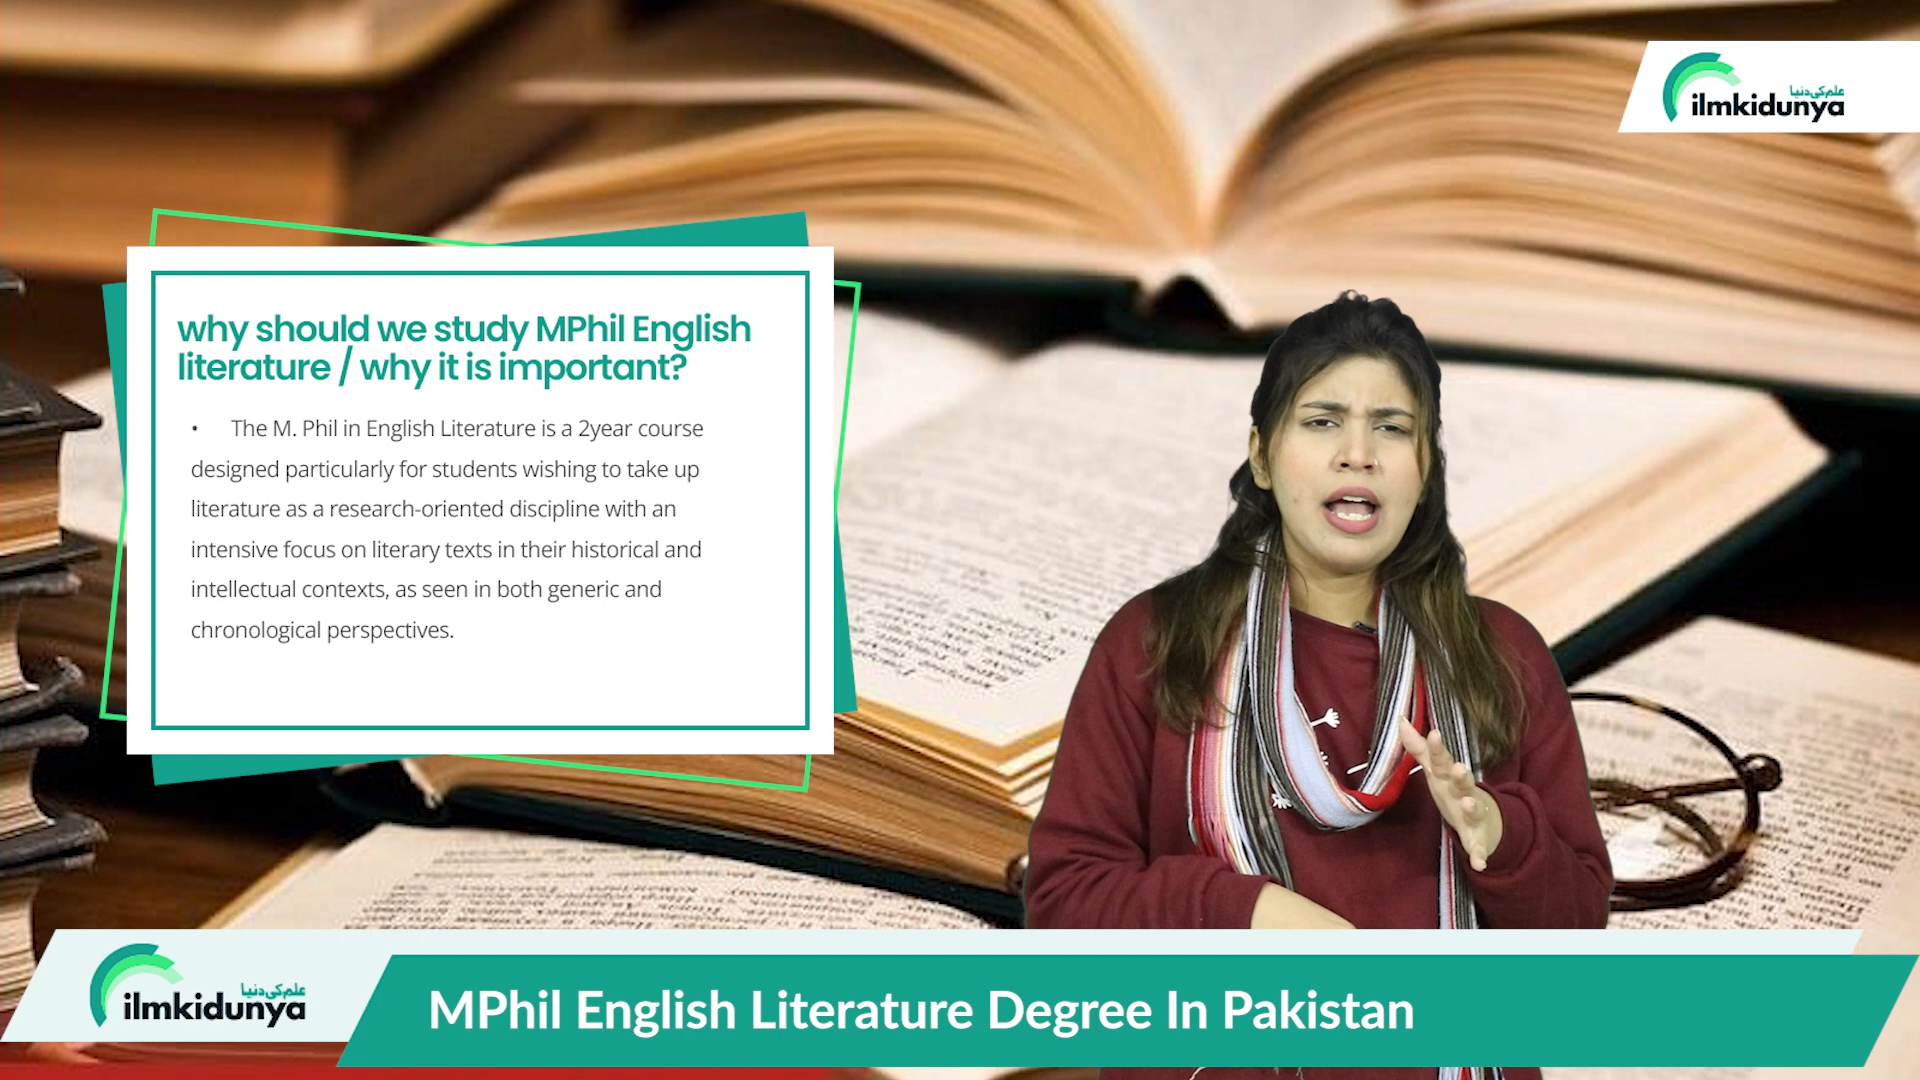 علم کی دنیا
ilmkidunya
why should we study MPhil English
literature / why it is important?
• The M. Phil in English Literature is a 2year course
designed particularly for students wishing to take up
literature as a research-oriented discipline with an
intensive focus on literary texts in their historical and
intellectual contexts, as seen in both generic and
chronological perspectives.
علم کی دنیا
ilmkidunya
MPhil English Literature Degree In Pakistan